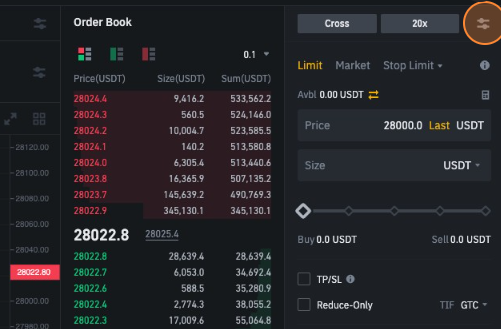 Order Book
0.1
Price(USDT) Size(USDT) Sum(USDT)
28024.4 9,416.2 533,562.2
28024.3 560.5 524,146.0
28024.2 10,004.7 523,585.5
28024.1 140.2 513,580.8
28024.0 6,305.4 513,440.6
28023.8 16,365.9 507,135.2
28023.7 145,639.2 490,769.3
28022.9 345,130.1 345,130.1
28022.8 28025.4
28022.8 28,639.4 28,639.4
28022.7 6,053.0 34,692.4
28022.6 588.5 35,280.9
28022.4 2,774.3 38,055.2
28022.3 17,009.6 55,064.8
28120.00
28100.00
28080.00
28060.00
28040.00
28022.80
28000.00
27980.00
Cross 20x
Limit Market Stop Limit
Avbl 0.00 USDT
Price 28000.0 Last USDT
Size USDT
Buy 0.0 USDT Sell 0.0 USDT
TP/SL
Reduce-Only TIF GTC